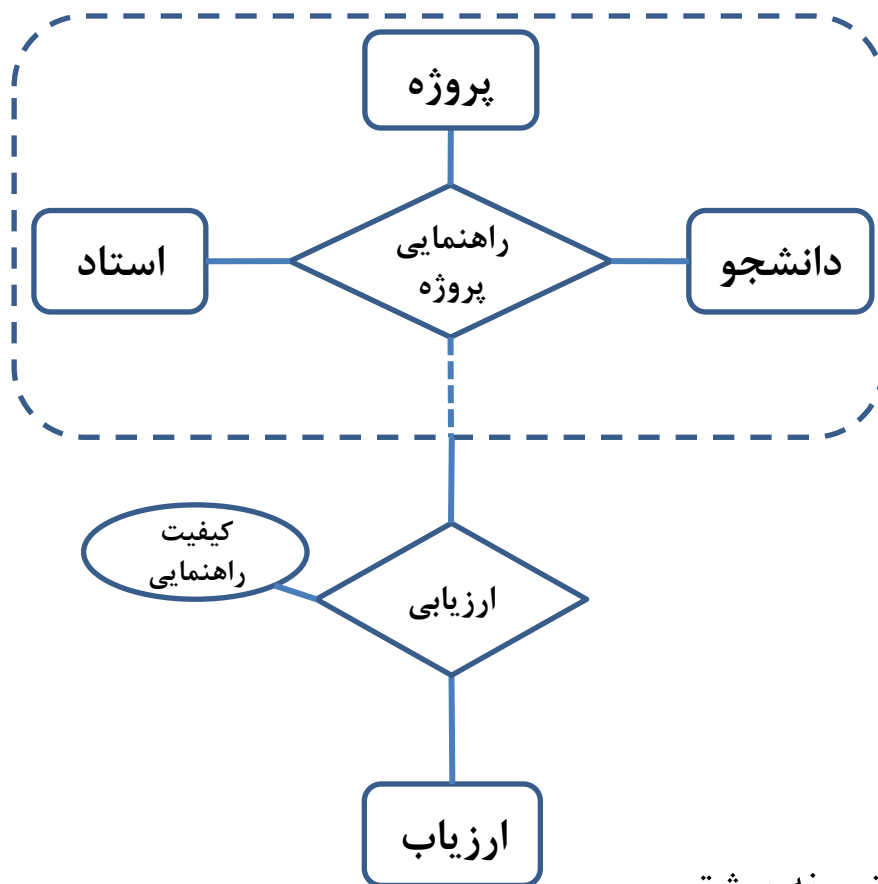 پروژه
راهنمایی
پروژه
دانشجو
استاد
کیفیت
راهنمایی
ارزیابی
ارزیاب